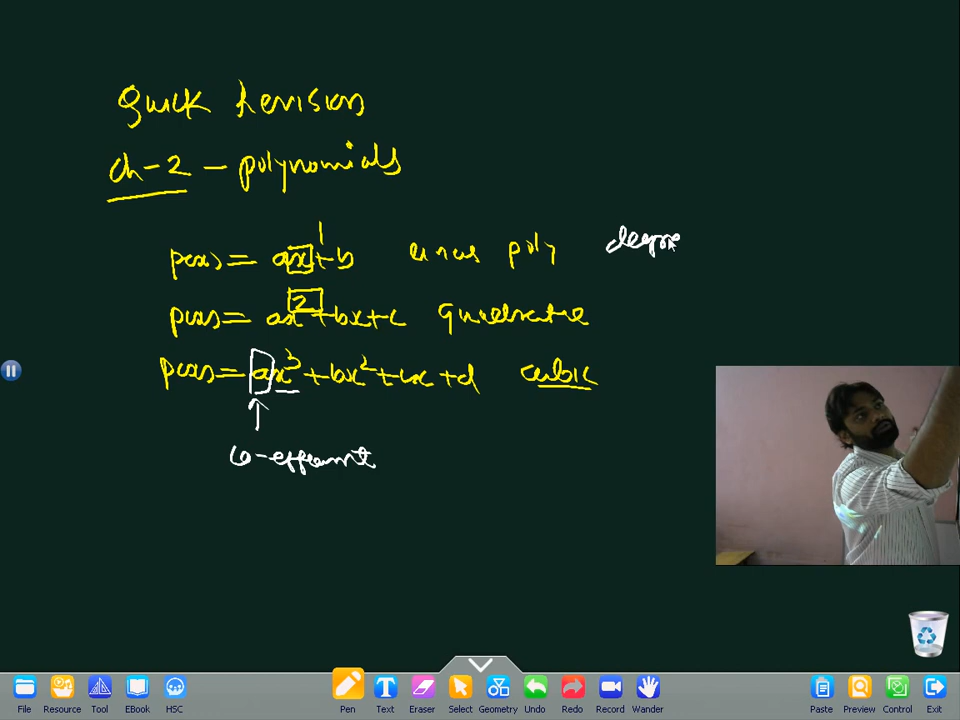 Quick Revision
ch-2 - polynomials
p(x) = ax¹+b linear poly degree
p(x) = ax²+bx+c quadratic
p(x) = ax³+bx²+cx+d cubic
co-efficient
File Resource Tool EBook HSC Pen Text Eraser Select Geometry Undo Redo Record Wander Paste Preview Control Exit